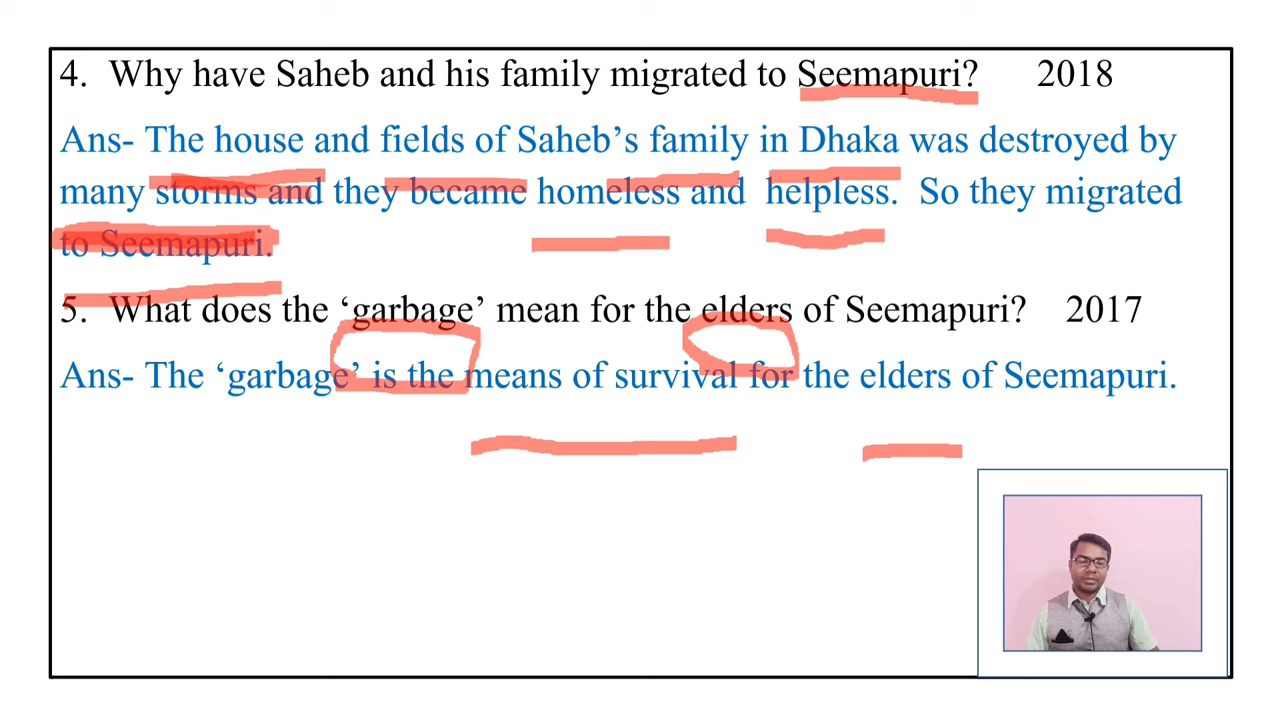 4. Why have Saheb and his family migrated to Seemapuri? 2018
Ans- The house and fields of Saheb’s family in Dhaka was destroyed by
many storms and they became homeless and helpless. So they migrated
to Seemapuri.
5. What does the ‘garbage’ mean for the elders of Seemapuri? 2017
Ans- The ‘garbage’ is the means of survival for the elders of Seemapuri.